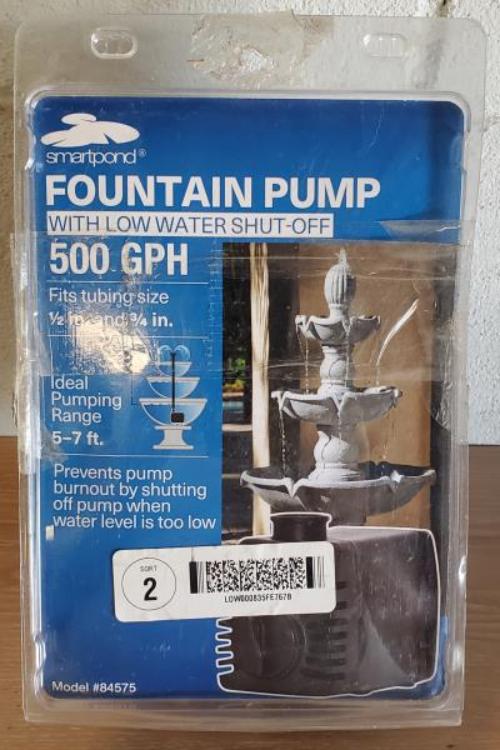 smartpond®
FOUNTAIN PUMP
WITH LOW WATER SHUT-OFF
500 GPH
Fits tubing size
½ in. and ¾ in.
Ideal
Pumping
Range
5–7 ft.
Prevents pump
burnout by shutting
off pump when
water level is too low
SORT
2
LOW000835FE767B
Model #84575